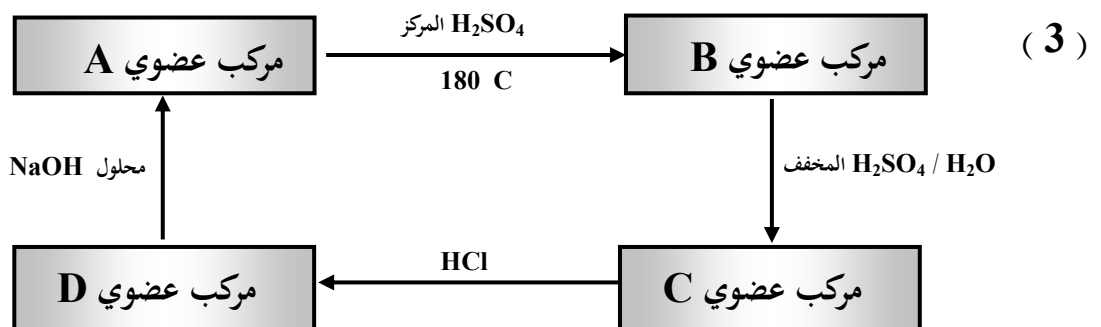 ( 3 )
مركب عضوي A
H₂SO₄ المركز
180 C
مركب عضوي B
محلول NaOH
H₂SO₄ / H₂O المخفف
مركب عضوي D
HCl
مركب عضوي C